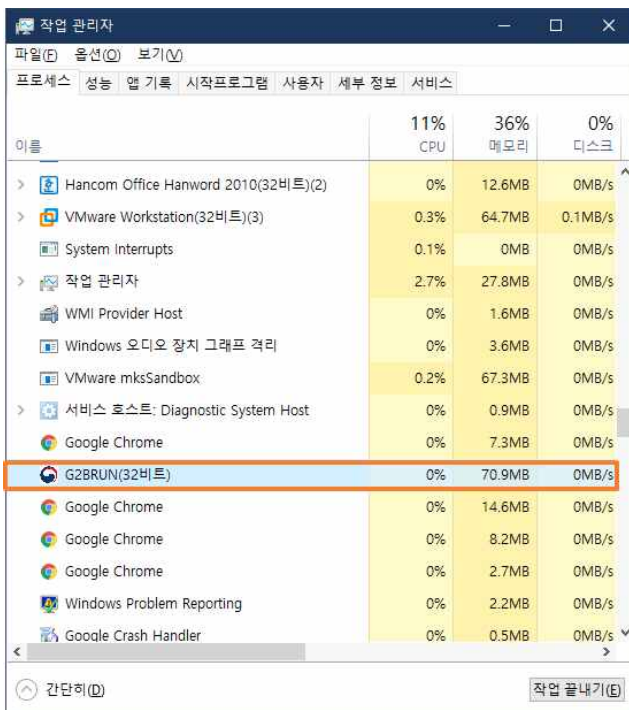 작업 관리자
파일(F) 옵션(O) 보기(V)
프로세스 성능 앱 기록 시작프로그램 사용자 세부 정보 서비스
11% 36% 0%
이름 CPU 메모리 디스크
Hancom Office Hanword 2010(32비트)(2) 0% 12.6MB 0MB/s
VMware Workstation(32비트)(3) 0.3% 64.7MB 0.1MB/s
System Interrupts 0.1% 0MB 0MB/s
작업 관리자 2.7% 27.8MB 0MB/s
WMI Provider Host 0% 1.6MB 0MB/s
Windows 오디오 장치 그래프 격리 0% 3.6MB 0MB/s
VMware mksSandbox 0.2% 67.3MB 0MB/s
서비스 호스트: Diagnostic System Host 0% 0.9MB 0MB/s
Google Chrome 0% 7.3MB 0MB/s
G2BRUN(32비트) 0% 70.9MB 0MB/s
Google Chrome 0% 14.6MB 0MB/s
Google Chrome 0% 8.2MB 0MB/s
Google Chrome 0% 2.7MB 0MB/s
Windows Problem Reporting 0% 2.2MB 0MB/s
Google Crash Handler 0% 0.5MB 0MB/s
간단히(D) 작업 끝내기(E)